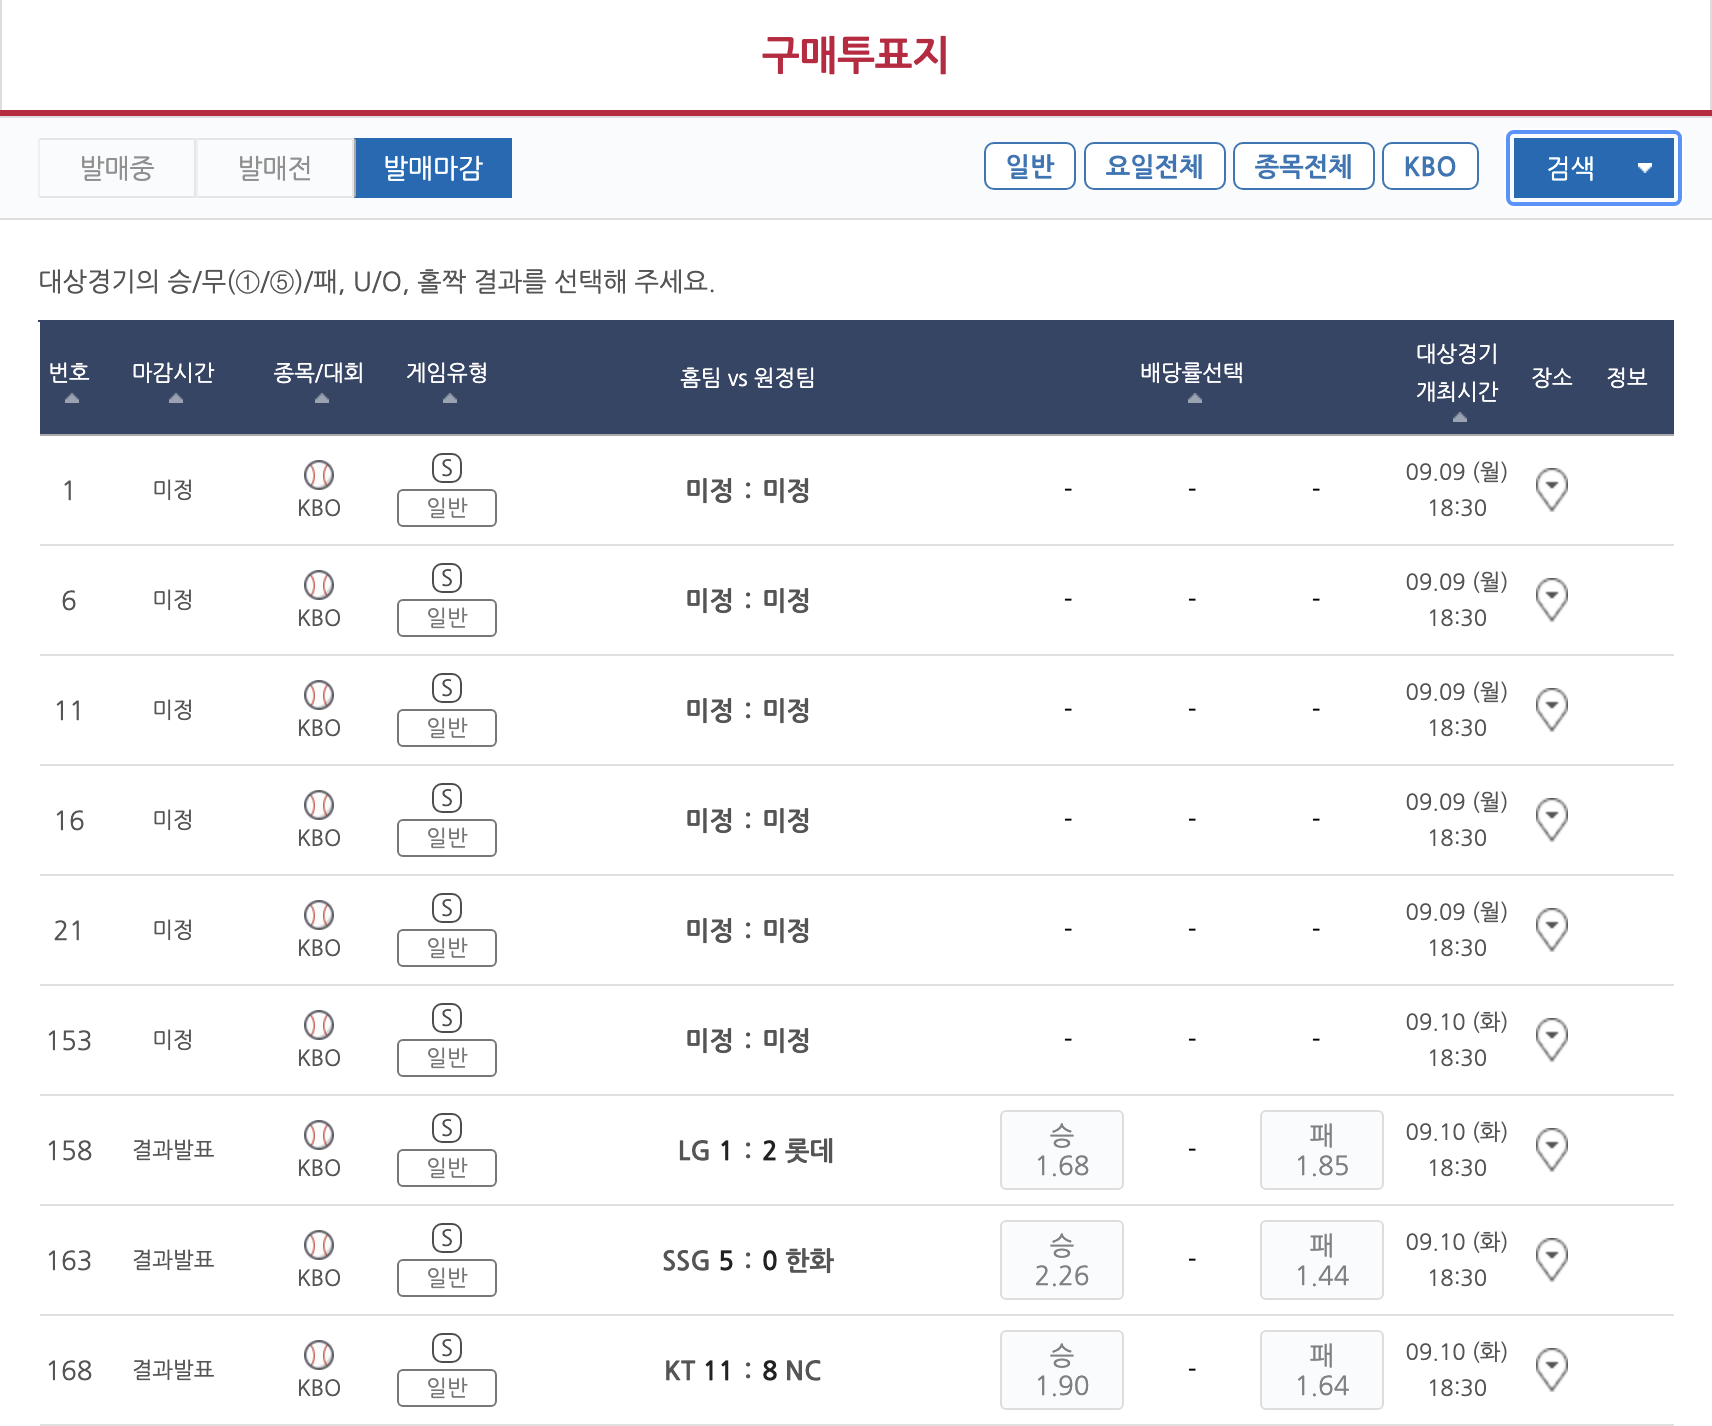 구매투표지
발매중 발매전 발매마감 일반 요일전체 종목전체 KBO 검색
대상경기의 승/무(①/⑤)/패, U/O, 홀짝 결과를 선택해 주세요.
번호 마감시간 종목/대회 게임유형 홈팀 vs 원정팀 배당률선택 대상경기 개최시간 장소 정보
1 미정 KBO S 일반 미정 : 미정 - - - 09.09 (월) 18:30
6 미정 KBO S 일반 미정 : 미정 - - - 09.09 (월) 18:30
11 미정 KBO S 일반 미정 : 미정 - - - 09.09 (월) 18:30
16 미정 KBO S 일반 미정 : 미정 - - - 09.09 (월) 18:30
21 미정 KBO S 일반 미정 : 미정 - - - 09.09 (월) 18:30
153 미정 KBO S 일반 미정 : 미정 - - - 09.10 (화) 18:30
158 결과발표 KBO S 일반 LG 1 : 2 롯데 승 1.68 - 패 1.85 09.10 (화) 18:30
163 결과발표 KBO S 일반 SSG 5 : 0 한화 승 2.26 - 패 1.44 09.10 (화) 18:30
168 결과발표 KBO S 일반 KT 11 : 8 NC 승 1.90 - 패 1.64 09.10 (화) 18:30